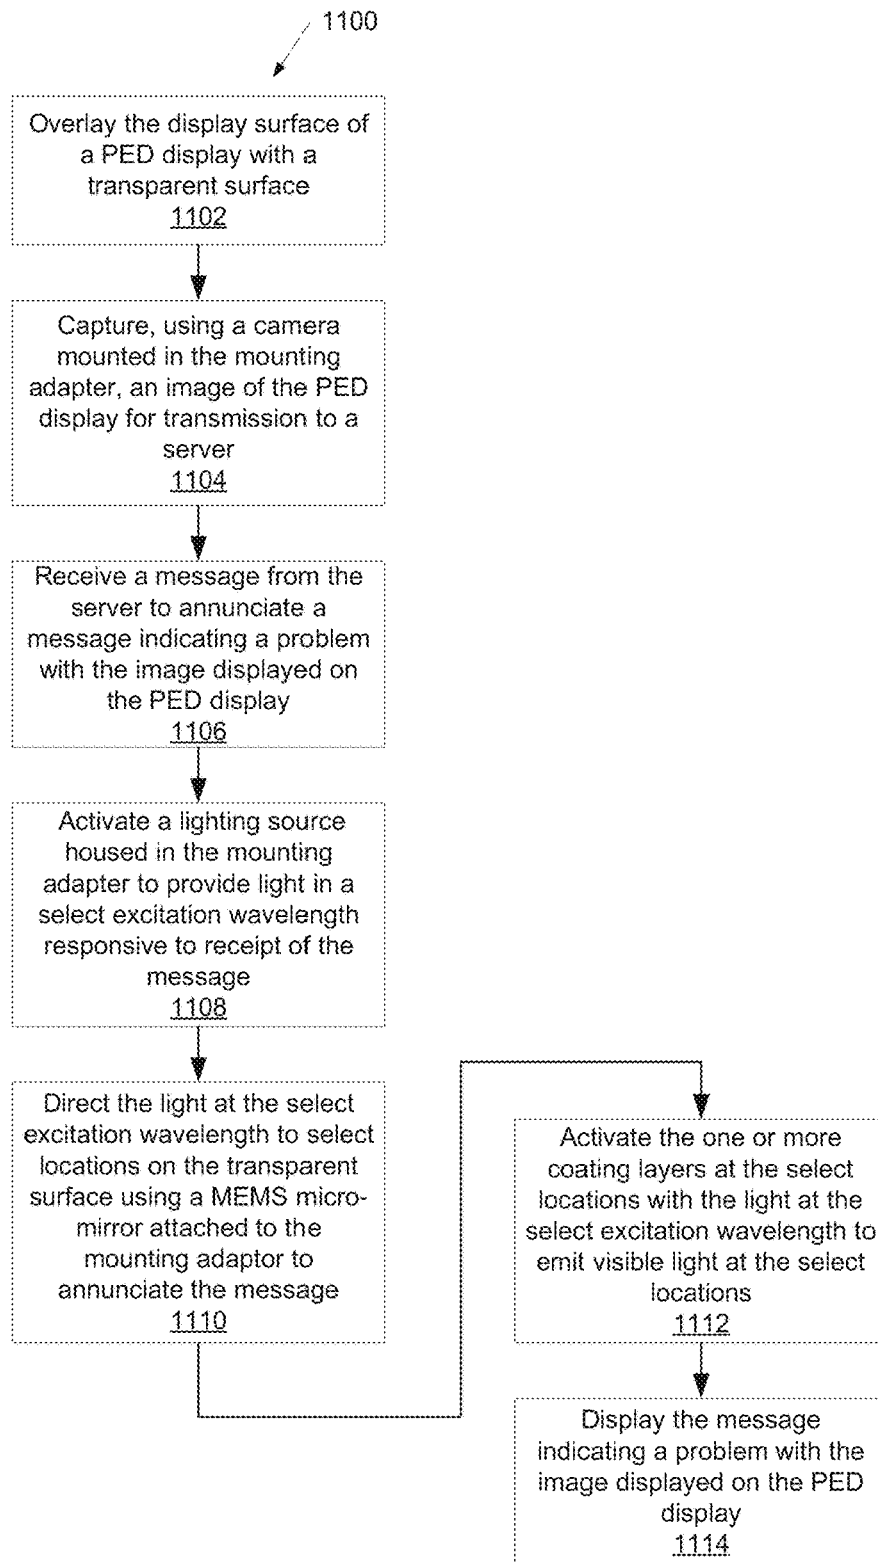 1100
Overlay the display surface of
a PED display with a
transparent surface
1102
Capture, using a camera
mounted in the mounting
adapter, an image of the PED
display for transmission to a
server
1104
Receive a message from the
server to annunciate a
message indicating a problem
with the image displayed on
the PED display
1106
Activate a lighting source
housed in the mounting
adapter to provide light in a
select excitation wavelength
responsive to receipt of the
message
1108
Direct the light at the select
excitation wavelength to select
locations on the transparent
surface using a MEMS micro-
mirror attached to the
mounting adaptor to
annunciate the message
1110
Activate the one or more
coating layers at the select
locations with the light at the
select excitation wavelength to
emit visible light at the select
locations
1112
Display the message
indicating a problem with the
image displayed on the PED
display
1114